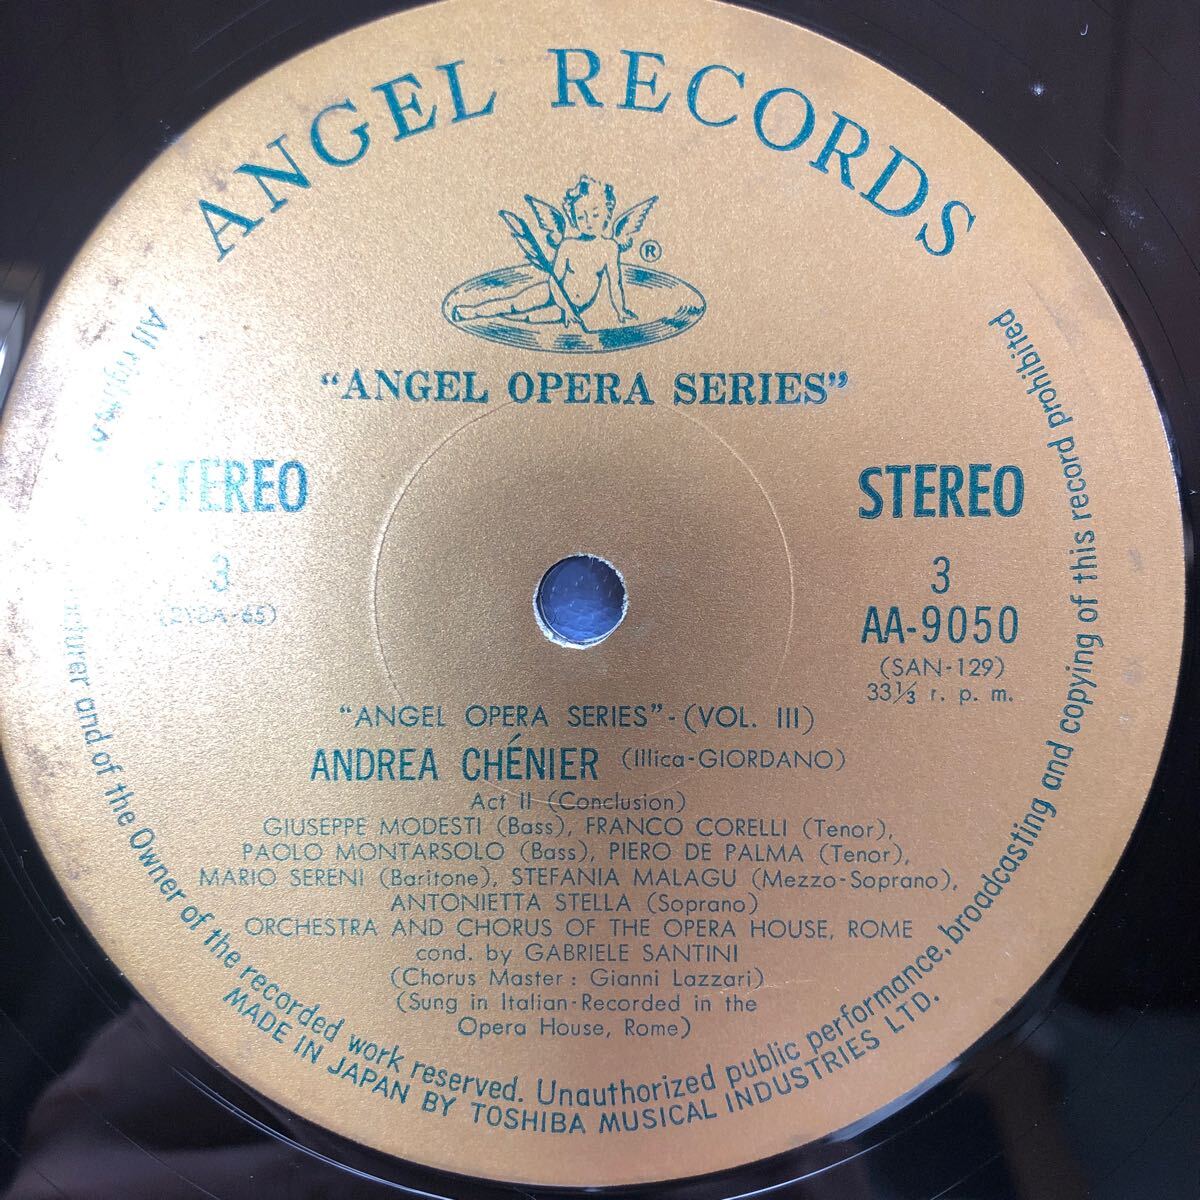 ANGEL RECORDS
®
"ANGEL OPERA SERIES"
STEREO
3
STEREO
3
AA-9050
(SAN-129)
33⅓ r. p. m.
"ANGEL OPERA SERIES"-(VOL. III)
ANDREA CHÉNIER (Illica-GIORDANO)
Act II (Conclusion)
GIUSEPPE MODESTI (Bass), FRANCO CORELLI (Tenor),
PAOLO MONTARSOLO (Bass), PIERO DE PALMA (Tenor),
MARIO SERENI (Baritone), STEFANIA MALAGU (Mezzo-Soprano),
ANTONIETTA STELLA (Soprano)
ORCHESTRA AND CHORUS OF THE OPERA HOUSE, ROME
cond. by GABRIELE SANTINI
(Chorus Master : Gianni Lazzari)
(Sung in Italian-Recorded in the
Opera House, Rome)
All and of the Owner of the recorded work reserved. Unauthorized public performance, broadcasting and copying of this record prohibited
MADE IN JAPAN BY TOSHIBA MUSICAL INDUSTRIES LTD.